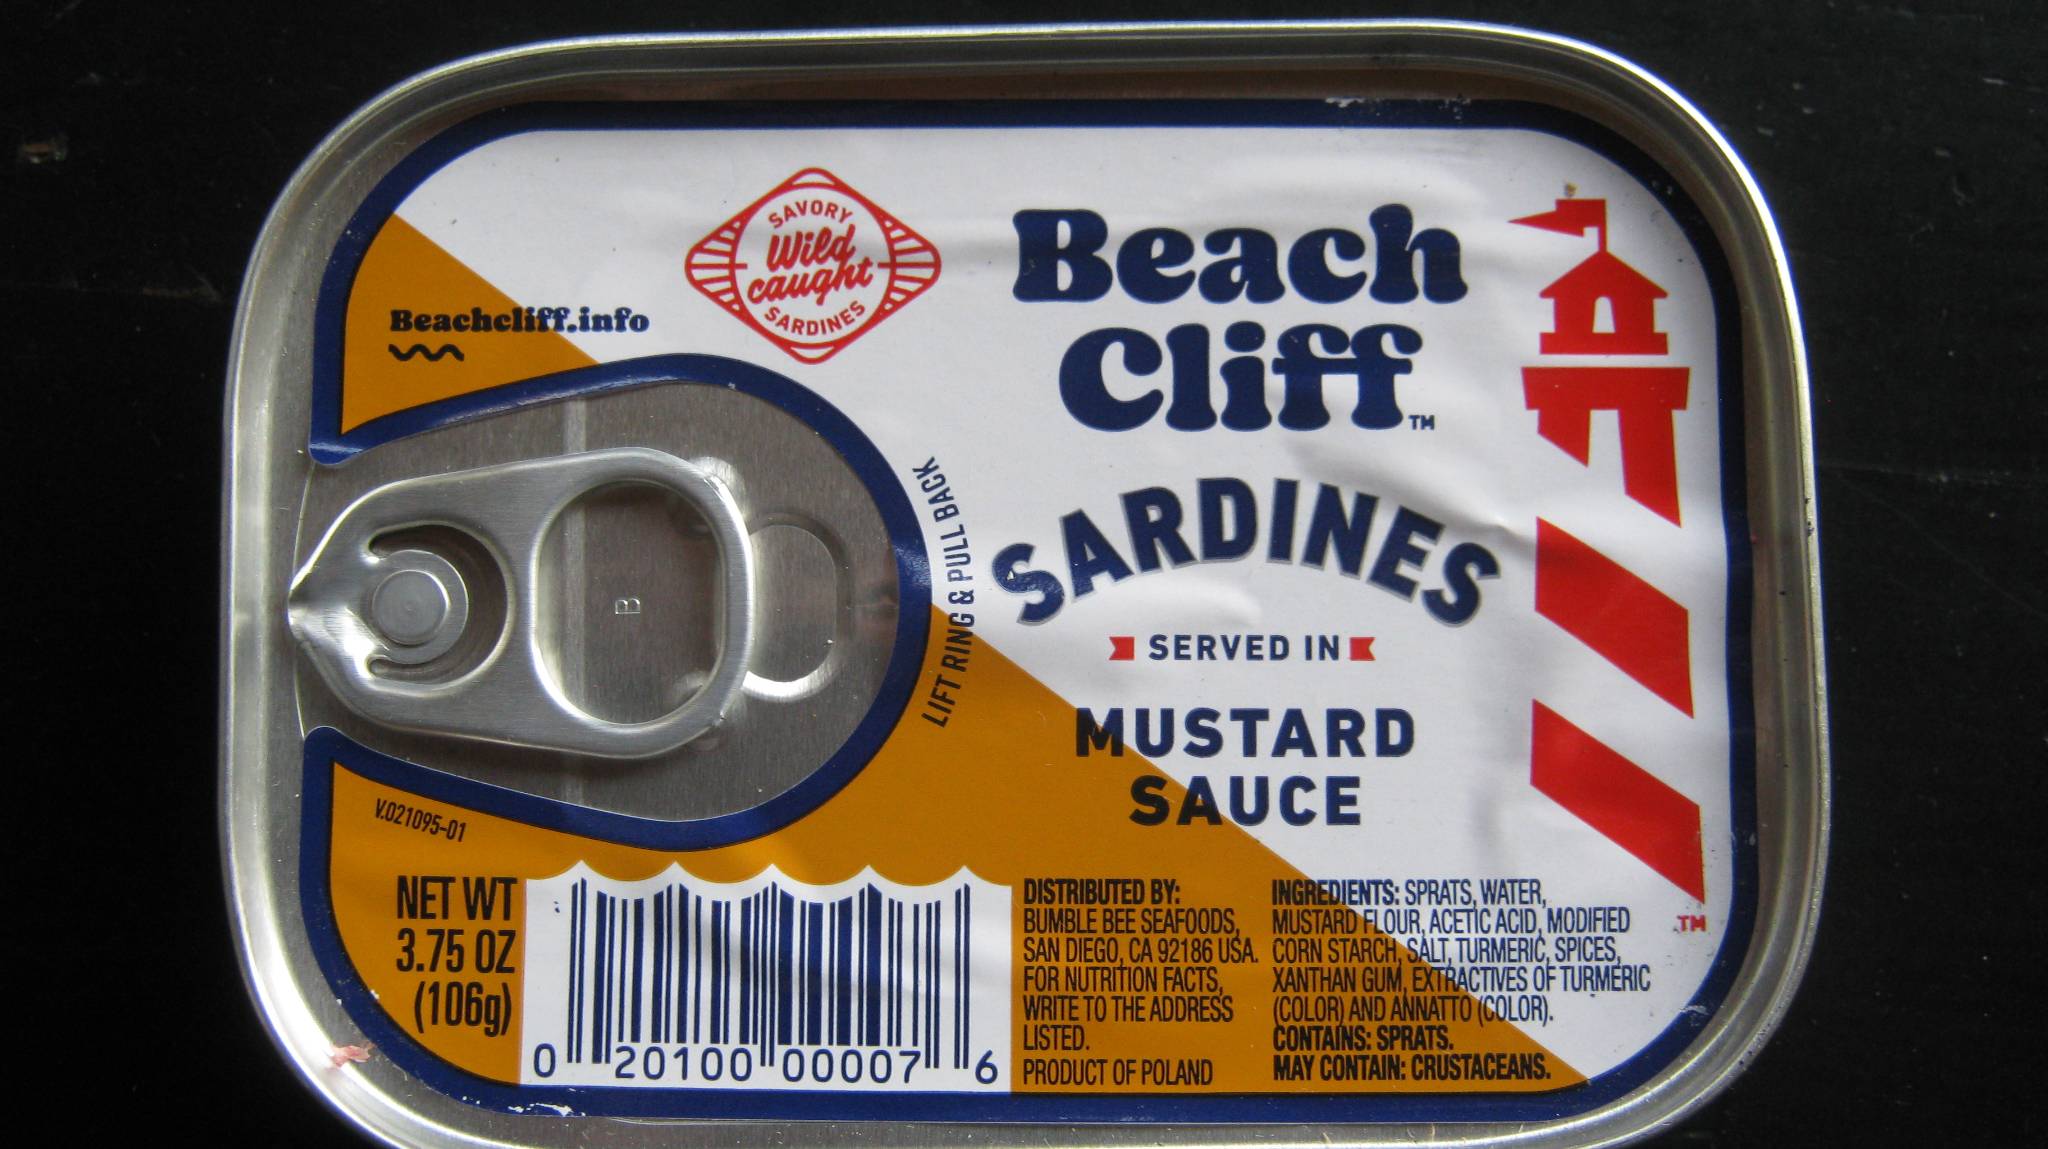 SAVORY
Wild
caught
SARDINES
Beach
Cliff™
Beachcliff.info
SARDINES
SERVED IN
MUSTARD
SAUCE
LIFT RING & PULL BACK
B
V.021095-01
NET WT
3.75 OZ
(106g)
0 20100 00007 6
DISTRIBUTED BY:
BUMBLE BEE SEAFOODS,
SAN DIEGO, CA 92186 USA.
FOR NUTRITION FACTS,
WRITE TO THE ADDRESS
LISTED.
PRODUCT OF POLAND
INGREDIENTS: SPRATS, WATER,
MUSTARD FLOUR, ACETIC ACID, MODIFIED
CORN STARCH, SALT, TURMERIC, SPICES,
XANTHAN GUM, EXTRACTIVES OF TURMERIC
(COLOR) AND ANNATTO (COLOR).
CONTAINS: SPRATS.
MAY CONTAIN: CRUSTACEANS.
TM